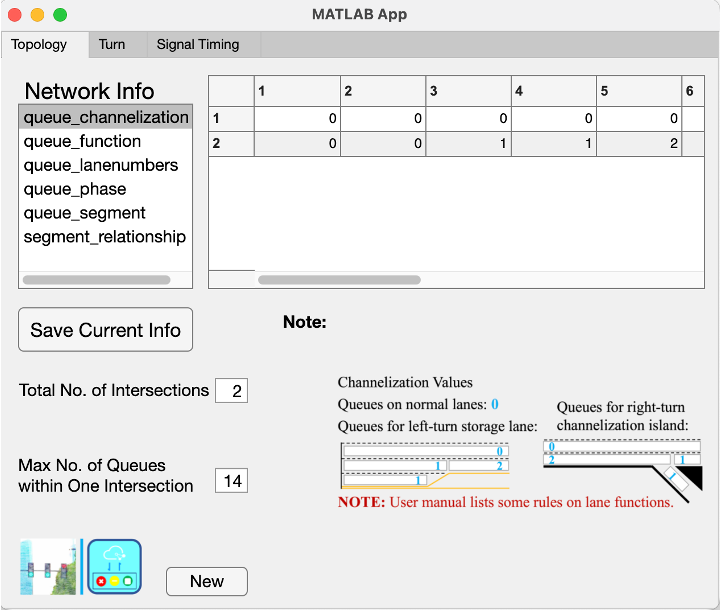 MATLAB App
Topology Turn Signal Timing
Network Info
queue_channelization
queue_function
queue_lanenumbers
queue_phase
queue_segment
segment_relationship
1 2 3 4 5 6
1 0 0 0 0 0
2 0 0 1 1 2
Save Current Info
Note:
Total No. of Intersections 2
Max No. of Queues
within One Intersection 14
New
Channelization Values
Queues on normal lanes: 0
Queues for left-turn storage lane:
0
1 2
1
Queues for right-turn
channelization island:
0
2 1
1
NOTE: User manual lists some rules on lane functions.